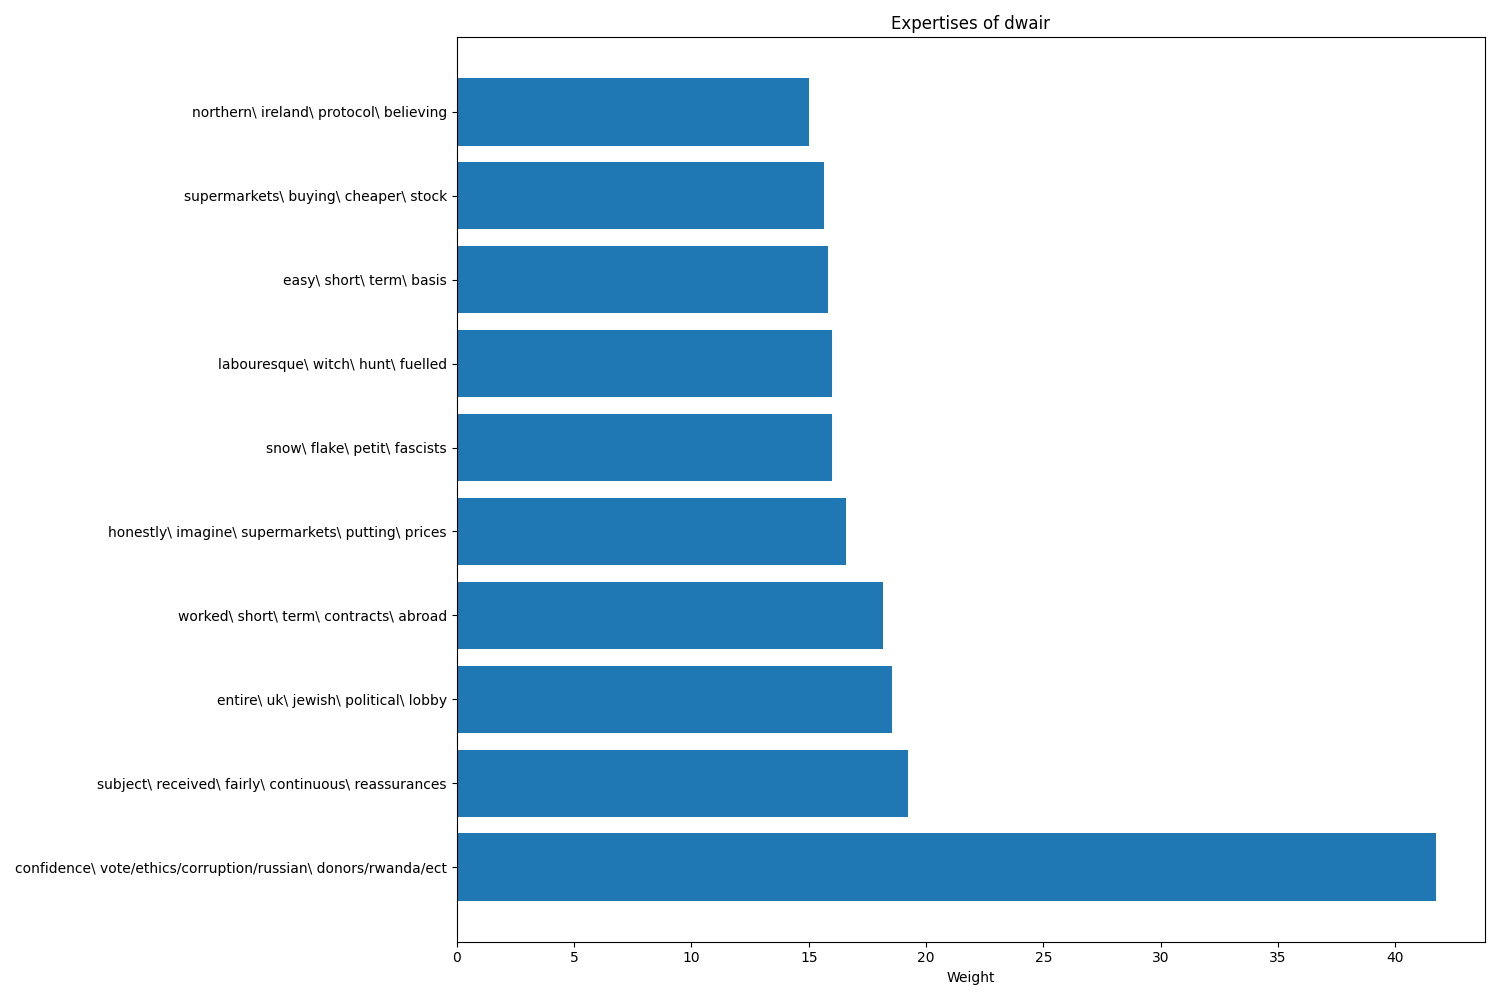 Expertises of dwair
northern\ ireland\ protocol\ believing
supermarkets\ buying\ cheaper\ stock
easy\ short\ term\ basis
labouresque\ witch\ hunt\ fuelled
snow\ flake\ petit\ fascists
honestly\ imagine\ supermarkets\ putting\ prices
worked\ short\ term\ contracts\ abroad
entire\ uk\ jewish\ political\ lobby
subject\ received\ fairly\ continuous\ reassurances
confidence\ vote/ethics/corruption/russian\ donors/rwanda/ect
0 5 10 15 20 25 30 35 40
Weight